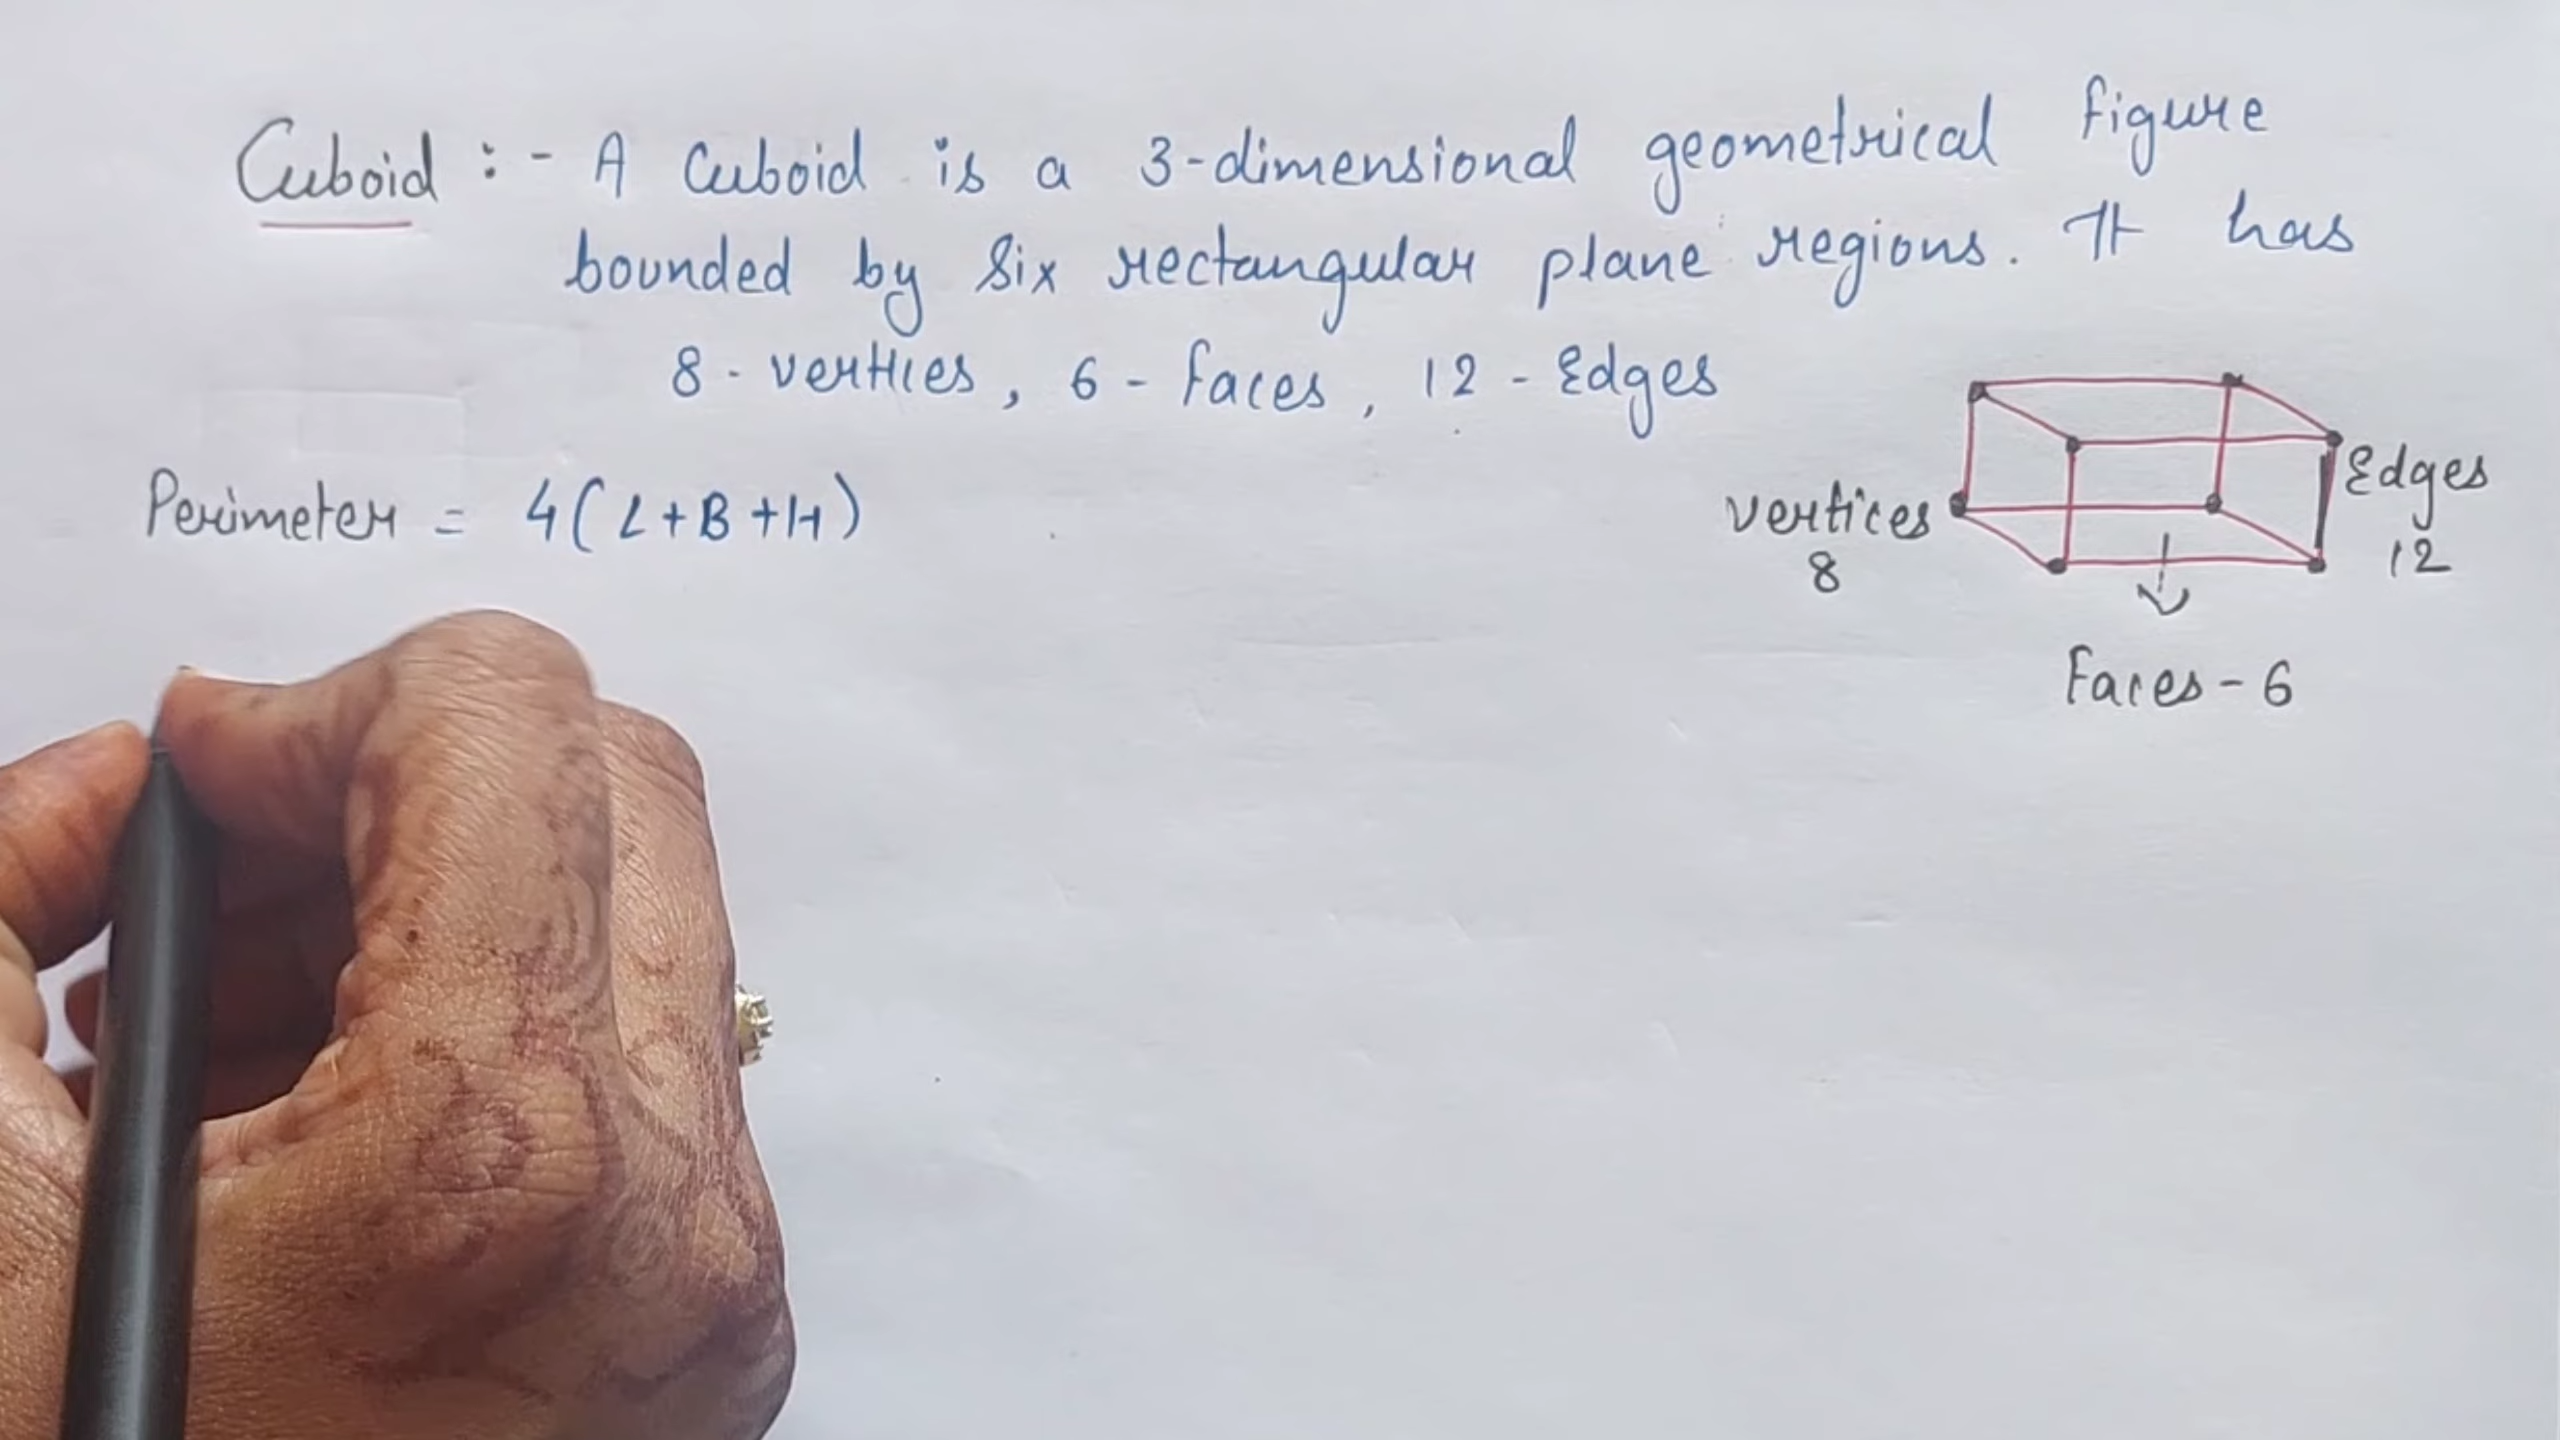 Cuboid :- A Cuboid is a 3-dimensional geometrical figure
bounded by Six rectangular plane regions. It has
8 - vertices, 6 - Faces, 12 - Edges
Perimeter = 4(L+B+H)
vertices
8
Edges
12
Faces - 6